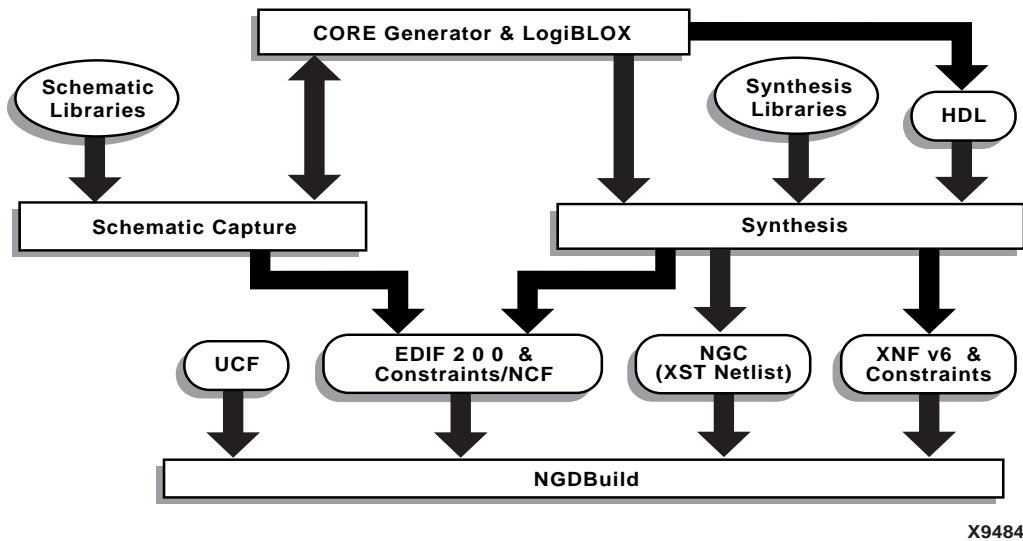 CORE Generator & LogiBLOX
Schematic
Libraries
Synthesis
Libraries
HDL
Schematic Capture
Synthesis
UCF
EDIF 2 0 0 &
Constraints/NCF
NGC
(XST Netlist)
XNF v6 &
Constraints
NGDBuild
X9484